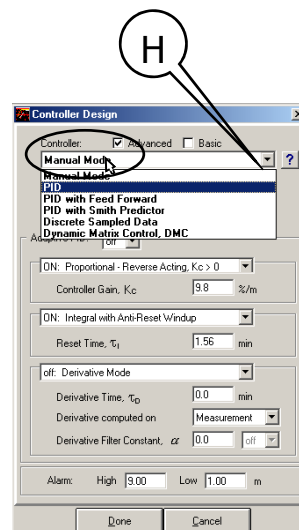 H
Controller Design
Controller: Advanced Basic
Manual Mode ?
Manual Mode
PID
PID with Feed Forward
PID with Smith Predictor
Discrete Sampled Data
Dynamic Matrix Control, DMC
off
ON: Proportional - Reverse Acting, Kc > 0
Controller Gain, Kc 9.8 %/m
ON: Integral with Anti-Reset Windup
Reset Time, τI 1.56 min
off: Derivative Mode
Derivative Time, τD 0.0 min
Derivative computed on Measurement
Derivative Filter Constant, α 0.0 off
Alarm: High 9.00 Low 1.00 m
Done Cancel